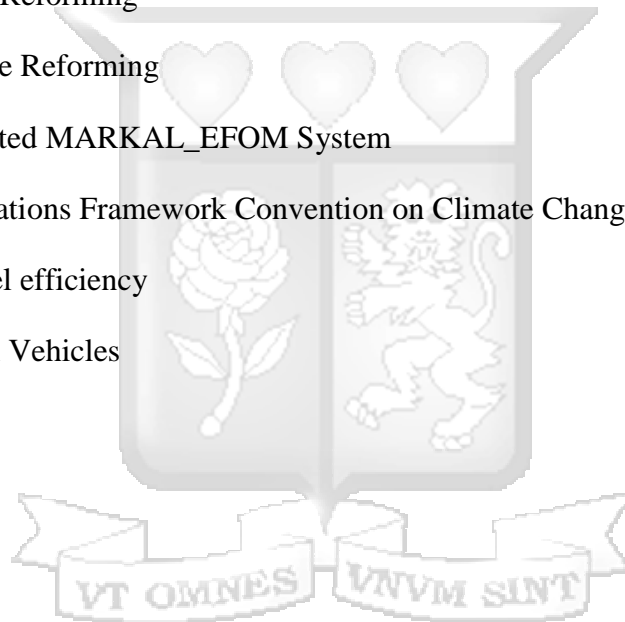 Reforming
e Reforming
ted MARKAL_EFOM System
ations Framework Convention on Climate Chang
el efficiency
Vehicles
VT OMNES VNVM SINT